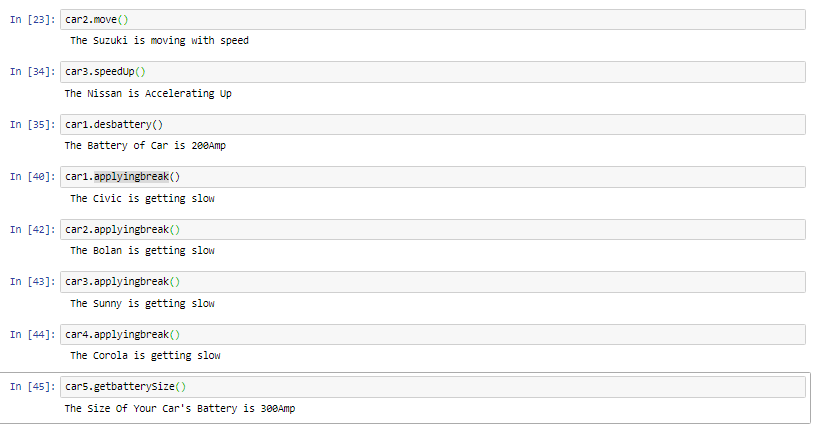 In [23]: car2.move()
The Suzuki is moving with speed
In [34]: car3.speedUp()
The Nissan is Accelerating Up
In [35]: car1.desbattery()
The Battery of Car is 200Amp
In [40]: car1.applyingbreak()
The Civic is getting slow
In [42]: car2.applyingbreak()
The Bolan is getting slow
In [43]: car3.applyingbreak()
The Sunny is getting slow
In [44]: car4.applyingbreak()
The Corola is getting slow
In [45]: car5.getbatterySize()
The Size Of Your Car's Battery is 300Amp